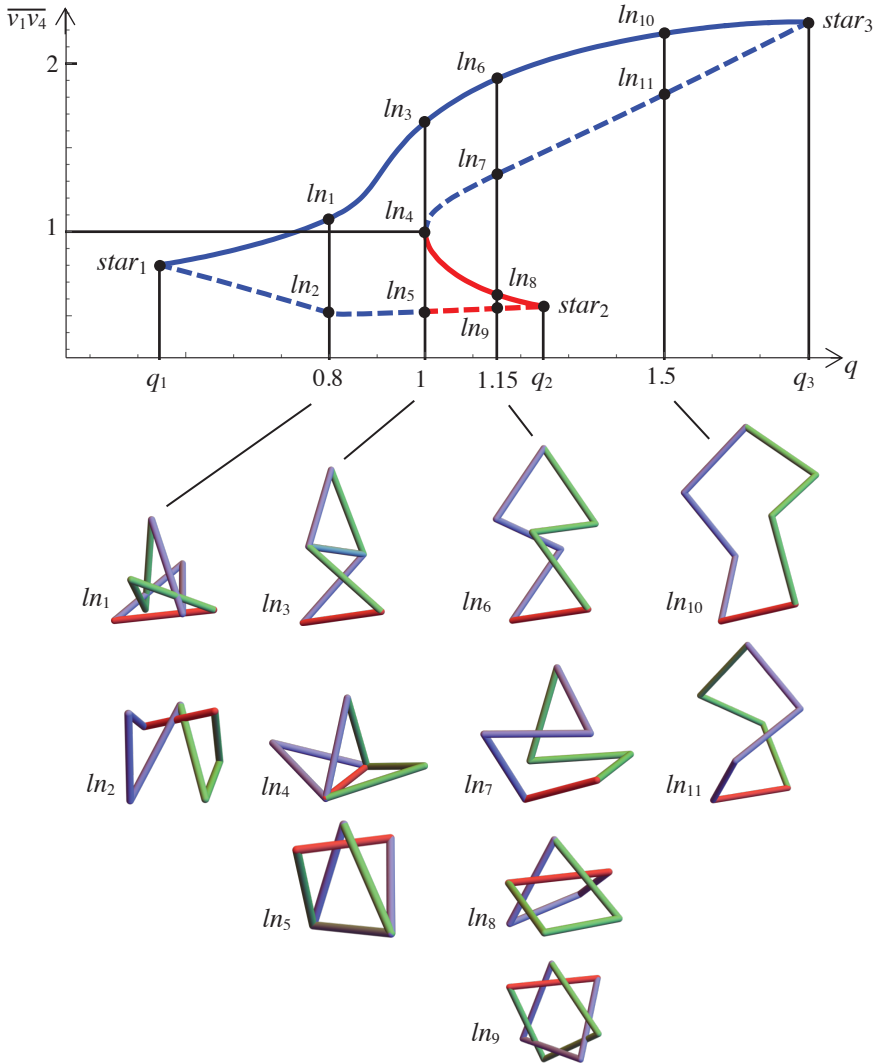 v₁v₄
2
1
star₁
ln₁
ln₂
ln₃
ln₄
ln₅
ln₆
ln₇
ln₈
ln₉
star₂
ln₁₀
ln₁₁
star₃
q₁ 0.8 1 1.15 q₂ 1.5 q₃ q
ln₁ ln₃ ln₆ ln₁₀
ln₂ ln₄ ln₇ ln₁₁
ln₅ ln₈
ln₉